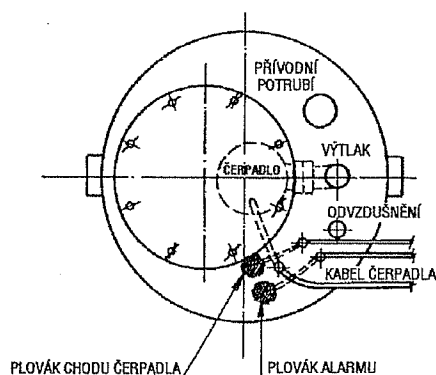 PŘÍVODNÍ
POTRUBÍ
VÝTLAK
ČERPADLO
ODVZDUŠNĚNÍ
KABEL ČERPADLA
PLOVÁK CHODU ČERPADLA
PLOVÁK ALARMU